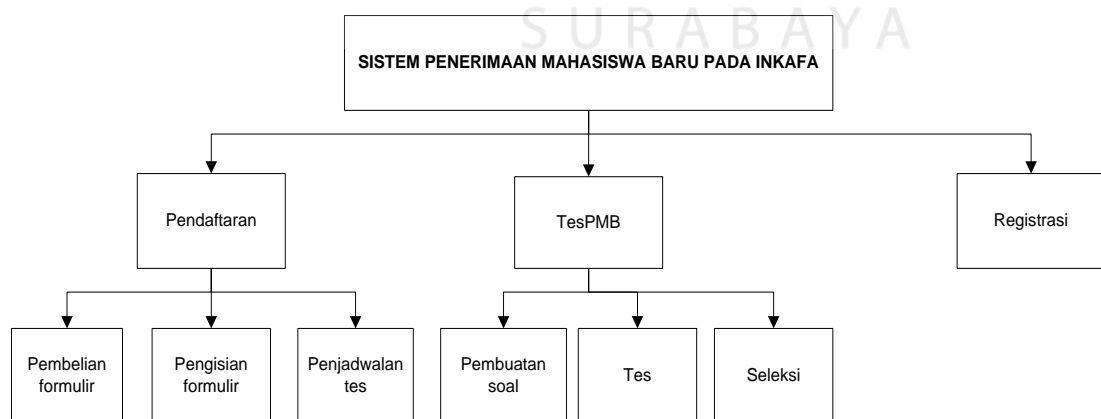 SURABAYA
SISTEM PENERIMAAN MAHASISWA BARU PADA INKAFA
Pendaftaran
TesPMB
Registrasi
Pembelian
formulir
Pengisian
formulir
Penjadwalan
tes
Pembuatan
soal
Tes
Seleksi